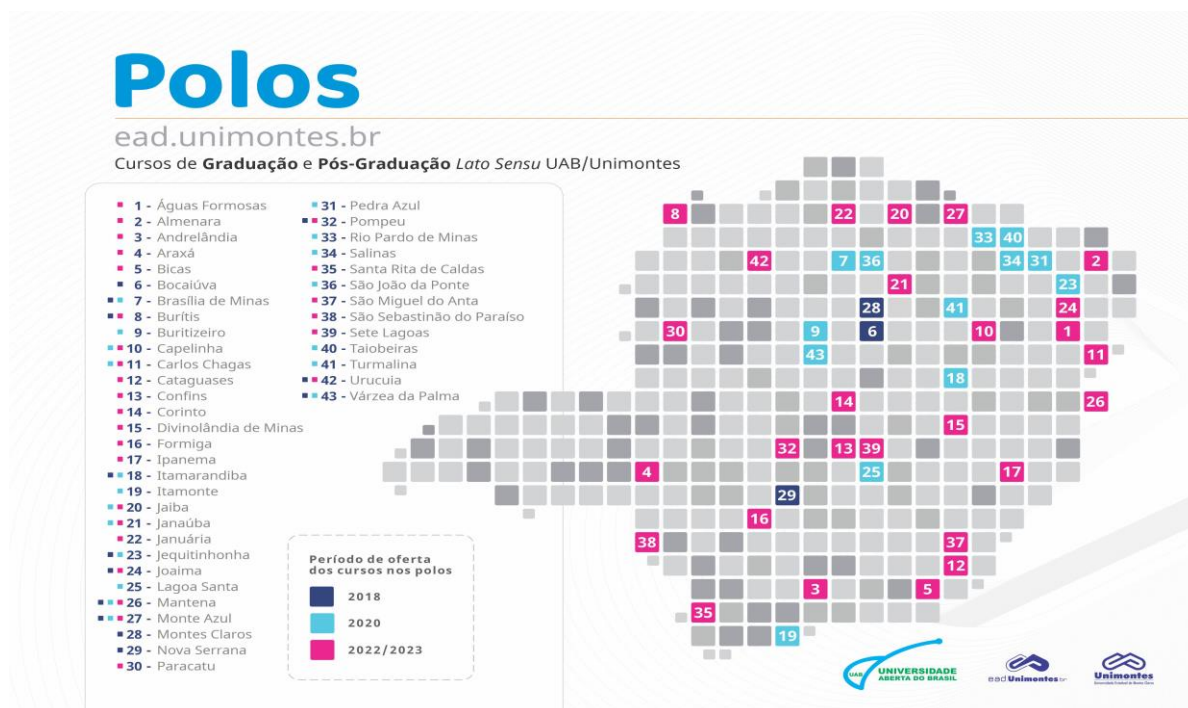 Polos
ead.unimontes.br
Cursos de Graduação e Pós-Graduação Lato Sensu UAB/Unimontes
1 - Águas Formosas
2 - Almenara
3 - Andrelândia
4 - Araxá
5 - Bicas
6 - Bocaiúva
7 - Brasília de Minas
8 - Burítis
9 - Buritizeiro
10 - Capelinha
11 - Carlos Chagas
12 - Cataguases
13 - Confins
14 - Corinto
15 - Divinolândia de Minas
16 - Formiga
17 - Ipanema
18 - Itamarandiba
19 - Itamonte
20 - Jaiba
21 - Janaúba
22 - Januária
23 - Jequitinhonha
24 - Joaima
25 - Lagoa Santa
26 - Mantena
27 - Monte Azul
28 - Montes Claros
29 - Nova Serrana
30 - Paracatu
31 - Pedra Azul
32 - Pompeu
33 - Rio Pardo de Minas
34 - Salinas
35 - Santa Rita de Caldas
36 - São João da Ponte
37 - São Miguel do Anta
38 - São Sebastinão do Paraíso
39 - Sete Lagoas
40 - Taiobeiras
41 - Turmalina
42 - Urucuia
43 - Várzea da Palma
Período de oferta
dos cursos nos polos
2018
2020
2022/2023
8 22 20 27
33 40
42 7 36 34 31 2
21 23
28 41 24
30 9 6 10 1
43 11
18
14 26
15
32 13 39
4 25 17
29
16
38 37
12
3 5
35
19
UAB
UNIVERSIDADE
ABERTA DO BRASIL
ead Unimontes.br
Unimontes